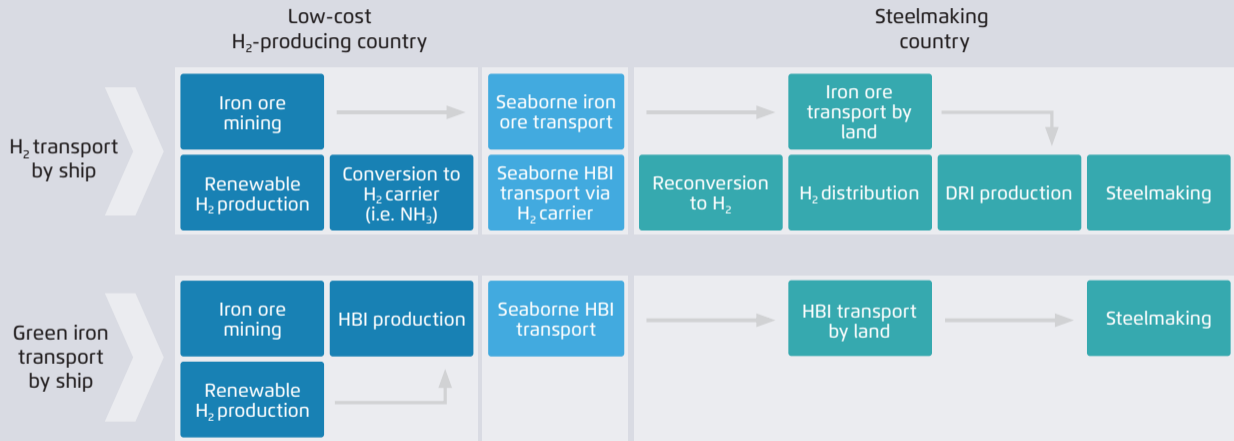 Low-cost
H₂-producing country
Steelmaking
country
H₂ transport
by ship
Iron ore
mining
Seaborne iron
ore transport
Iron ore
transport by
land
Renewable
H₂ production
Conversion to
H₂ carrier
(i.e. NH₃)
Seaborne HBI
transport via
H₂ carrier
Reconversion
to H₂
H₂ distribution
DRI production
Steelmaking
Green iron
transport
by ship
Iron ore
mining
HBI production
Seaborne HBI
transport
HBI transport
by land
Steelmaking
Renewable
H₂ production